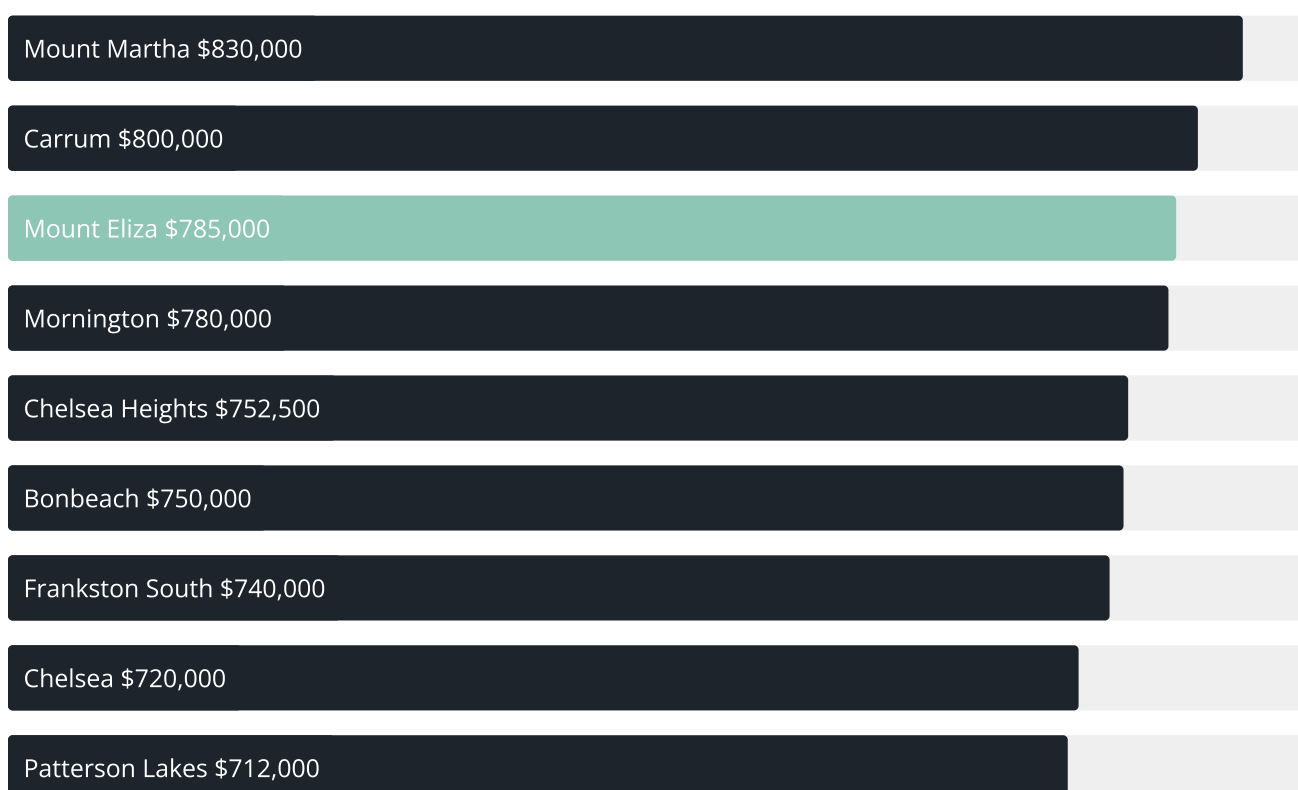 Mount Martha $830,000
Carrum $800,000
Mount Eliza $785,000
Mornington $780,000
Chelsea Heights $752,500
Bonbeach $750,000
Frankston South $740,000
Chelsea $720,000
Patterson Lakes $712,000